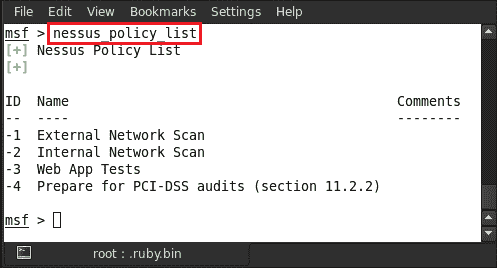 File Edit View Bookmarks Settings Help
msf > nessus_policy_list
[+] Nessus Policy List
[+]
ID Name Comments
-- ---- --------
-1 External Network Scan
-2 Internal Network Scan
-3 Web App Tests
-4 Prepare for PCI-DSS audits (section 11.2.2)
msf >
root : .ruby.bin